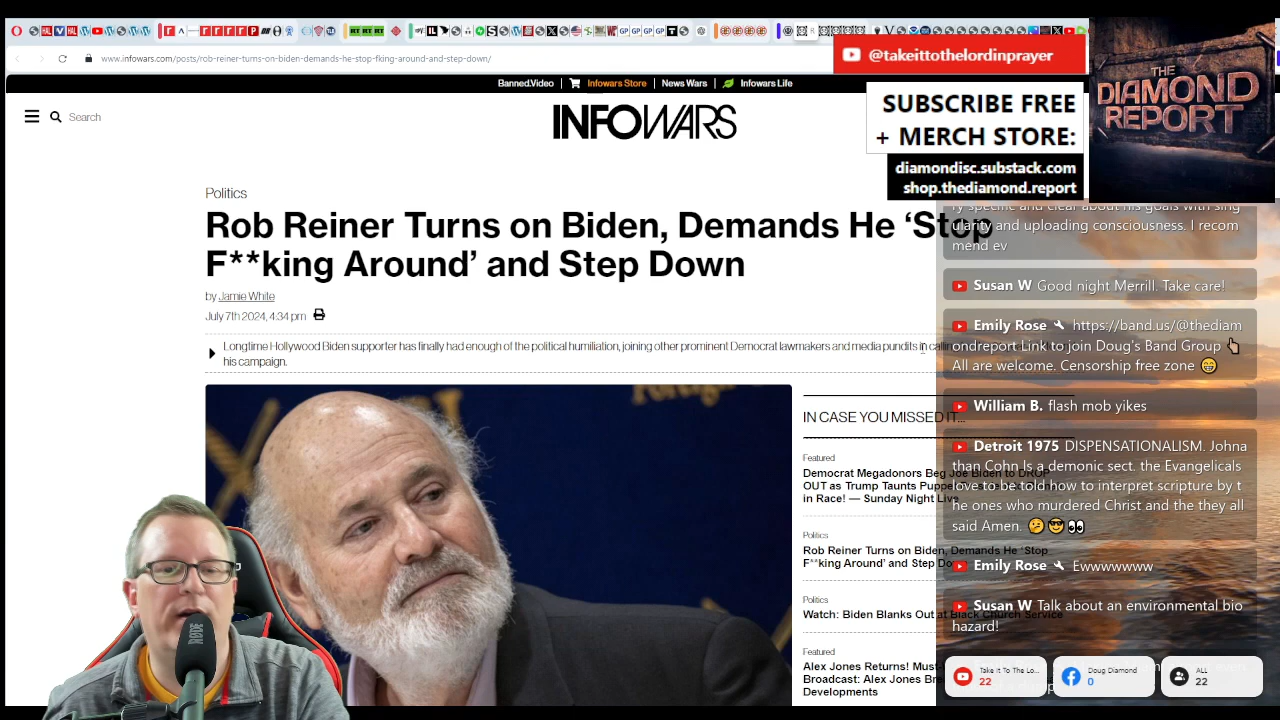 www.infowars.com/posts/rob-reiner-turns-on-biden-demands-he-stop-fking-around-and-step-down/
@takeittothelordinprayer
SUBSCRIBE FREE
+ MERCH STORE:
diamondisc.substack.com
shop.thediamond.report
THE
DIAMOND
REPORT
Banned.Video | Infowars Store | News Wars | Infowars Life
Search
INFOWARS
Politics
Rob Reiner Turns on Biden, Demands He ‘Stop
F**king Around’ and Step Down
by Jamie White
July 7th 2024, 4:34 pm
Longtime Hollywood Biden supporter has finally had enough of the political humiliation, joining other prominent Democrat lawmakers and media pundits in
his campaign.
IN CASE YOU MISSED IT...
Featured
Democrat Megadonors Beg Joe Biden to DROP
OUT as Trump Taunts
in Race! — Sunday Night Live
Politics
Rob Reiner Turns on Biden, Demands He ‘Stop
F**king Around’ and Step
Politics
Watch: Biden Blanks Out at Black Church Service
Featured
Alex Jones Returns! Must-
Broadcast: Alex Jones
Developments
ry specific and clear about his goals with sing
ularity and uploading consciousness. I recom
mend ev
Susan W Good night Merrill. Take care!
Emily Rose https://band.us/@thediam
ondreport Link to join Doug's Band Group
All are welcome. Censorship free zone
William B. flash mob yikes
Detroit 1975 DISPENSATIONALISM. Johna
than Cohn Is a demonic sect. the Evangelicals
love to be told how to interpret scripture by t
he ones who murdered Christ and the they all
said Amen.
Emily Rose Ewwwwwww
Susan W Talk about an environmental bio
hazard!
Take It To The Lo...
22
Doug Diamond
0
ALL
22
RØDE